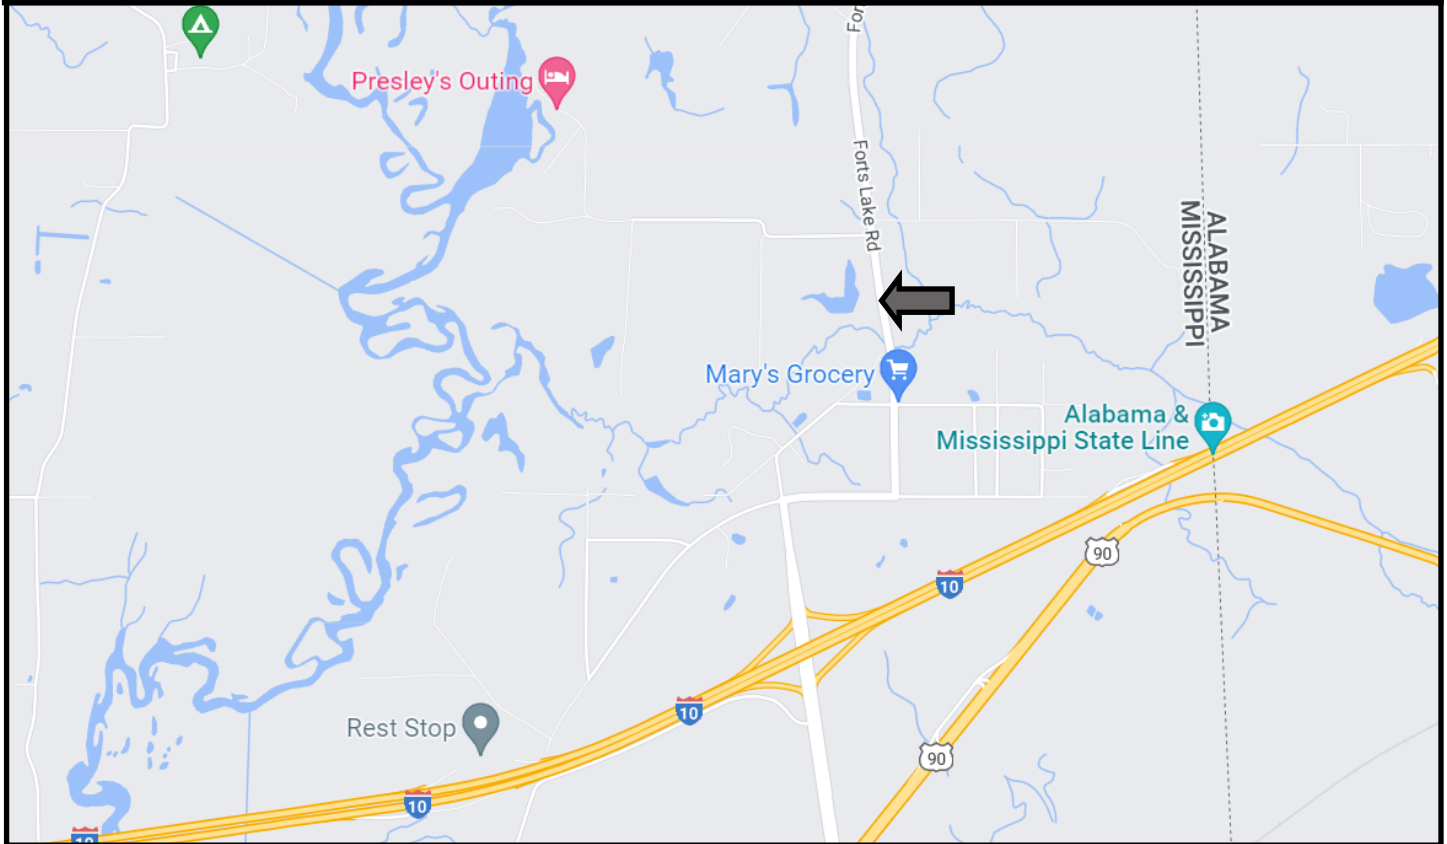 For
Presley's Outing
Forts Lake Rd
ALABAMA
MISSISSIPPI
Mary's Grocery
Alabama &
Mississippi State Line
90
10
10
Rest Stop
90
10
10